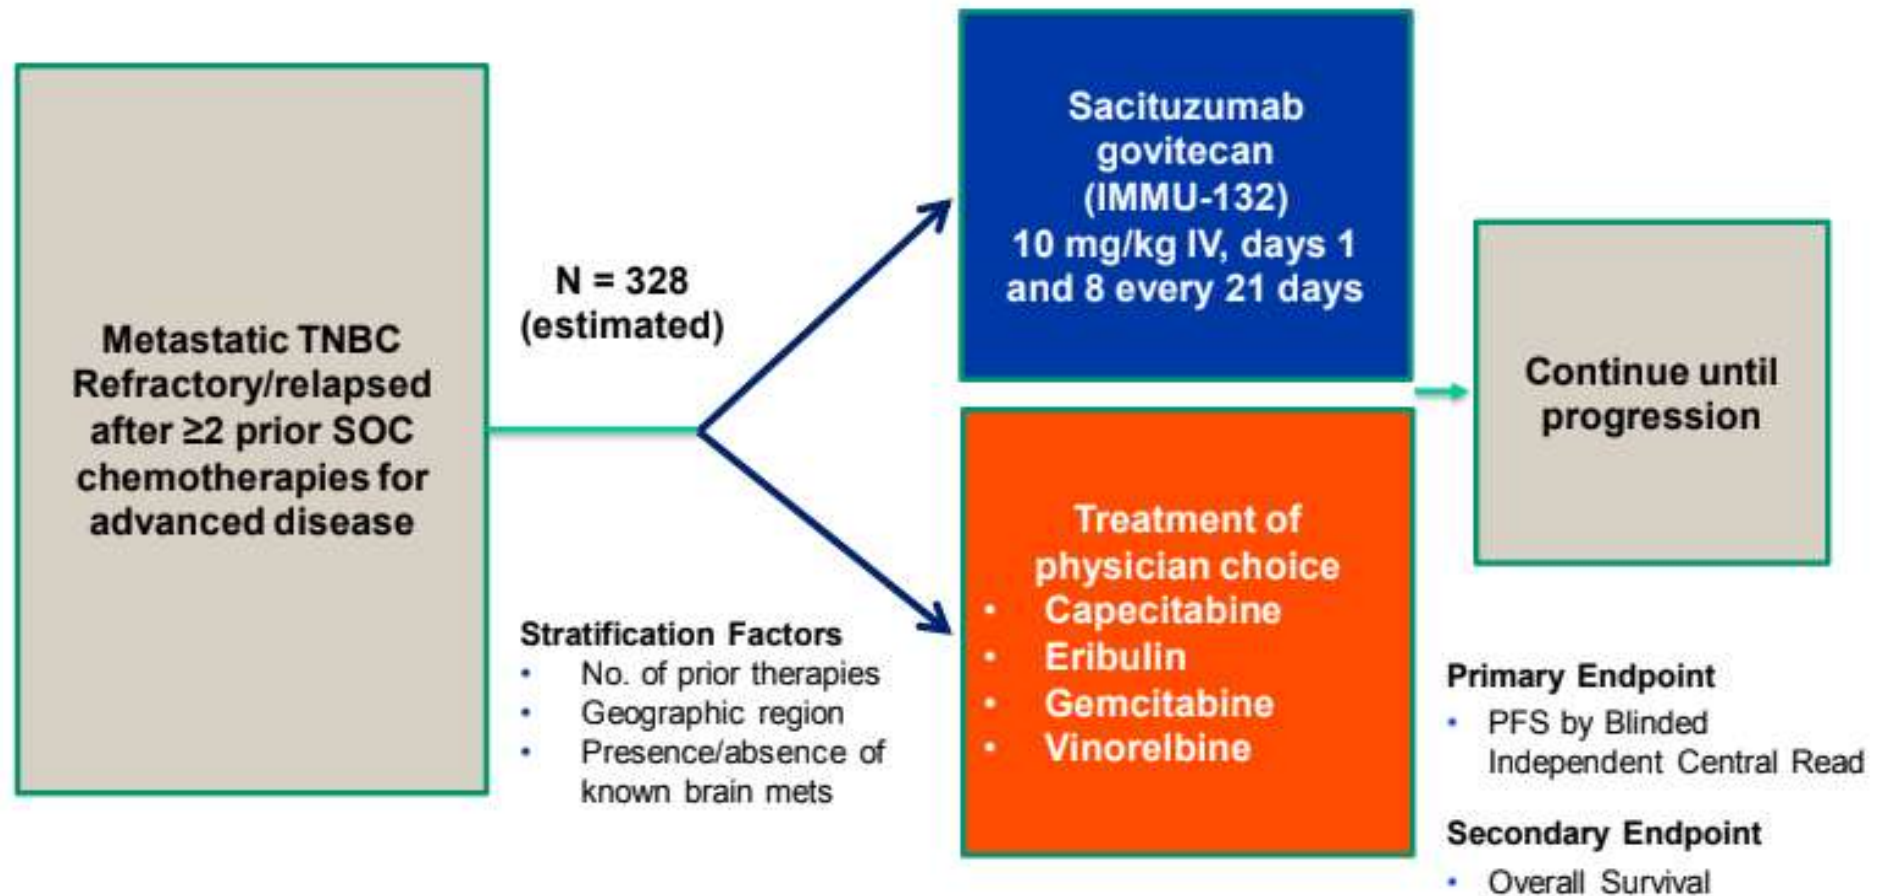 Metastatic TNBC
Refractory/relapsed
after ≥2 prior SOC
chemotherapies for
advanced disease
N = 328
(estimated)
Stratification Factors
• No. of prior therapies
• Geographic region
• Presence/absence of
known brain mets
Sacituzumab
govitecan
(IMMU-132)
10 mg/kg IV, days 1
and 8 every 21 days
Treatment of
physician choice
• Capecitabine
• Eribulin
• Gemcitabine
• Vinorelbine
Continue until
progression
Primary Endpoint
• PFS by Blinded
Independent Central Read
Secondary Endpoint
• Overall Survival